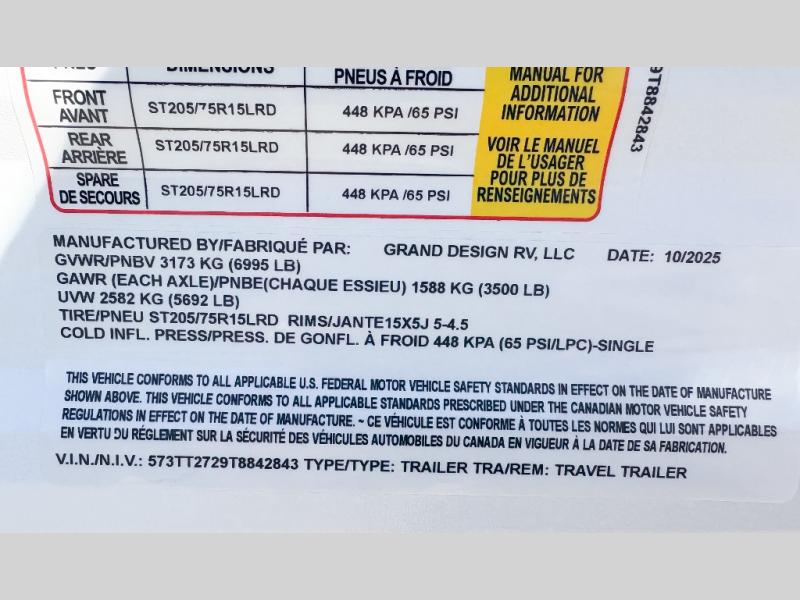 PNEUS À FROID
FRONT
AVANT
ST205/75R15LRD
448 KPA /65 PSI
REAR
ARRIÈRE
ST205/75R15LRD
448 KPA /65 PSI
SPARE
DE SECOURS
ST205/75R15LRD
448 KPA /65 PSI
MANUAL FOR
ADDITIONAL
INFORMATION
VOIR LE MANUEL
DE L'USAGER
POUR PLUS DE
RENSEIGNEMENTS
9T8842843
MANUFACTURED BY/FABRIQUÉ PAR: GRAND DESIGN RV, LLC DATE: 10/2025
GVWR/PNBV 3173 KG (6995 LB)
GAWR (EACH AXLE)/PNBE(CHAQUE ESSIEU) 1588 KG (3500 LB)
UVW 2582 KG (5692 LB)
TIRE/PNEU ST205/75R15LRD RIMS/JANTE15X5J 5-4.5
COLD INFL. PRESS/PRESS. DE GONFL. À FROID 448 KPA (65 PSI/LPC)-SINGLE
THIS VEHICLE CONFORMS TO ALL APPLICABLE U.S. FEDERAL MOTOR VEHICLE SAFETY STANDARDS IN EFFECT ON THE DATE OF MANUFACTURE
SHOWN ABOVE. THIS VEHICLE CONFORMS TO ALL APPLICABLE STANDARDS PRESCRIBED UNDER THE CANADIAN MOTOR VEHICLE SAFETY
REGULATIONS IN EFFECT ON THE DATE OF MANUFACTURE. ~ CE VÉHICULE EST CONFORME À TOUTES LES NORMES QUI LUI SONT APPLICABLES
EN VERTU DU RÉGLEMENT SUR LA SÉCURITÉ DES VÉHICULES AUTOMOBILES DU CANADA EN VIGUEUR À LA DATE DE SA FABRICATION.
V.I.N./N.I.V.: 573TT2729T8842843 TYPE/TYPE: TRAILER TRA/REM: TRAVEL TRAILER